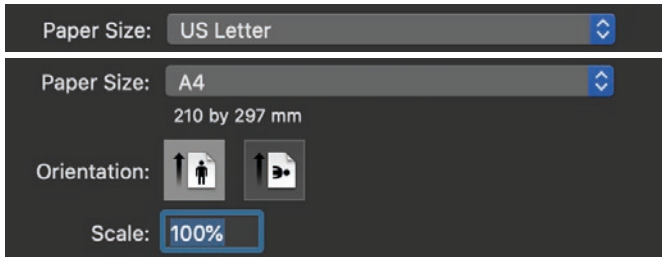 Paper Size: US Letter
Paper Size: A4
210 by 297 mm
Orientation:
Scale: 100%